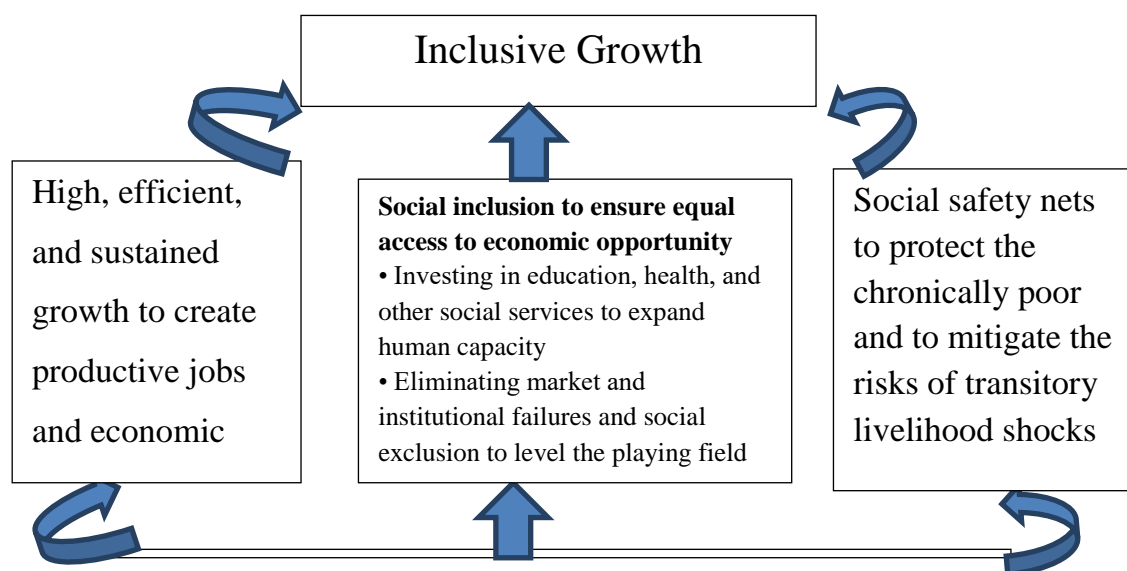 Inclusive Growth
High, efficient,
and sustained
growth to create
productive jobs
and economic
Social inclusion to ensure equal
access to economic opportunity
• Investing in education, health, and
other social services to expand
human capacity
• Eliminating market and
institutional failures and social
exclusion to level the playing field
Social safety nets
to protect the
chronically poor
and to mitigate the
risks of transitory
livelihood shocks